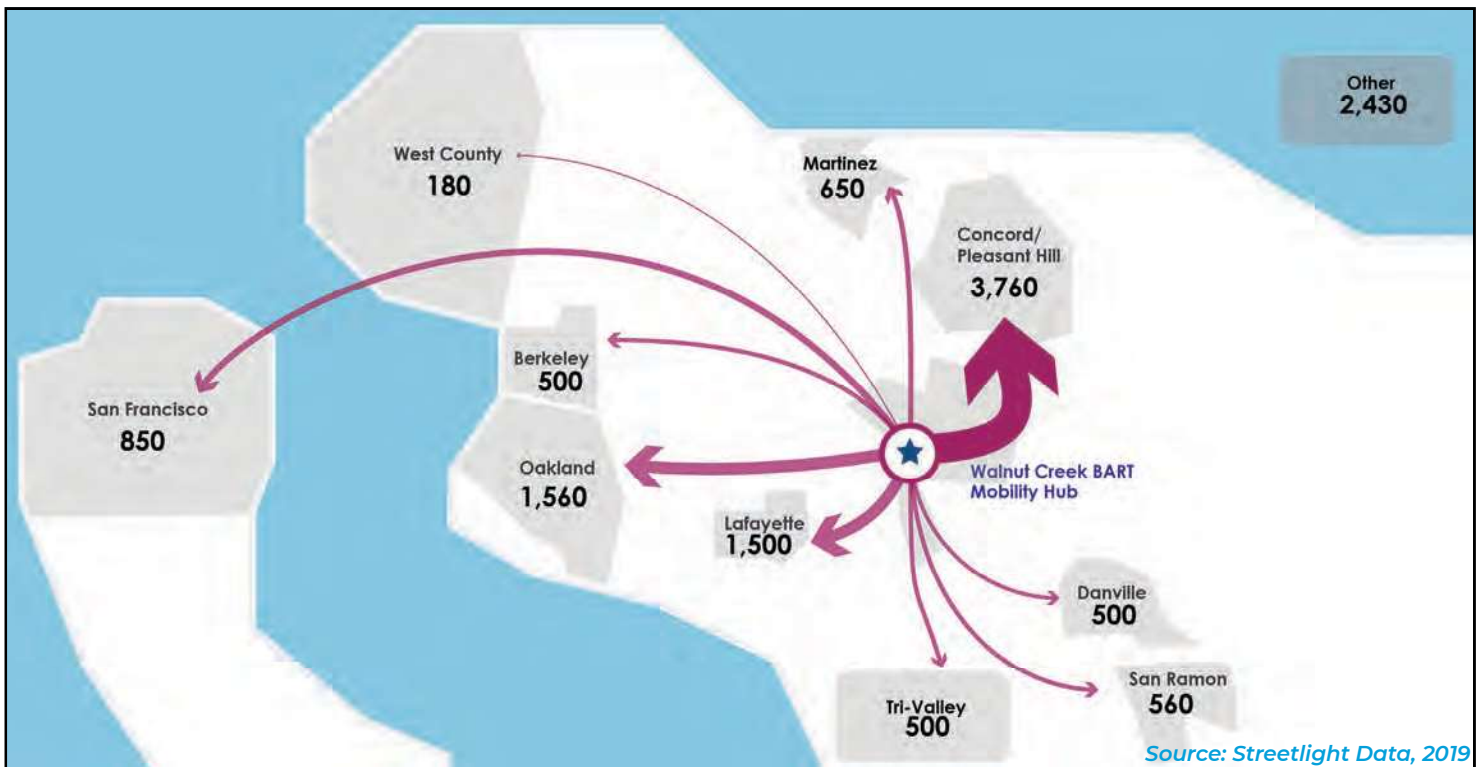 Other
2,430
West County
180
Martinez
650
Concord/
Pleasant Hill
3,760
Berkeley
500
San Francisco
850
Oakland
1,560
Walnut Creek BART
Mobility Hub
Lafayette
1,500
Danville
500
San Ramon
560
Tri-Valley
500
Source: Streetlight Data, 2019